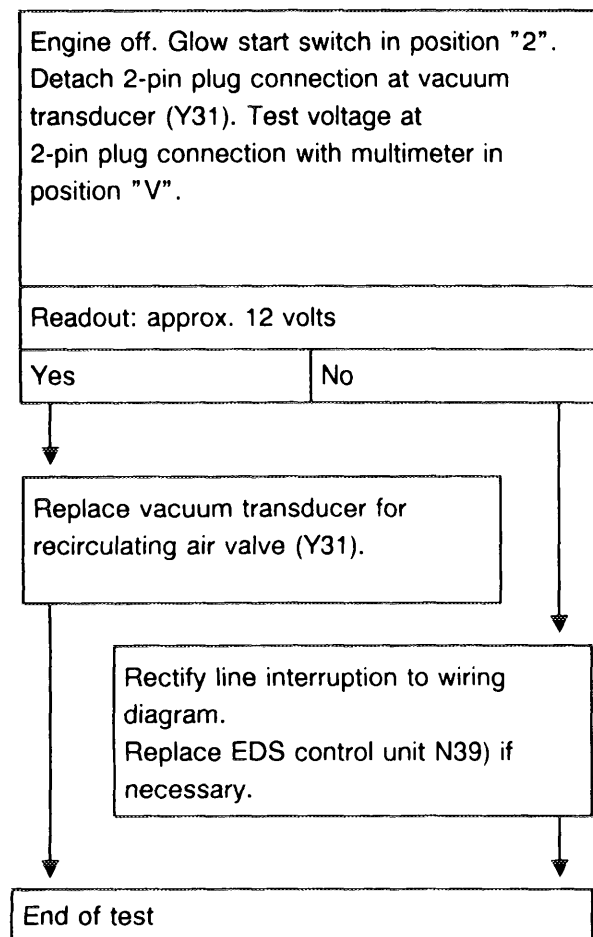 Engine off. Glow start switch in position "2".
Detach 2-pin plug connection at vacuum
transducer (Y31). Test voltage at
2-pin plug connection with multimeter in
position "V".
Readout: approx. 12 volts
Yes
No
Replace vacuum transducer for
recirculating air valve (Y31).
Rectify line interruption to wiring
diagram.
Replace EDS control unit N39) if
necessary.
End of test